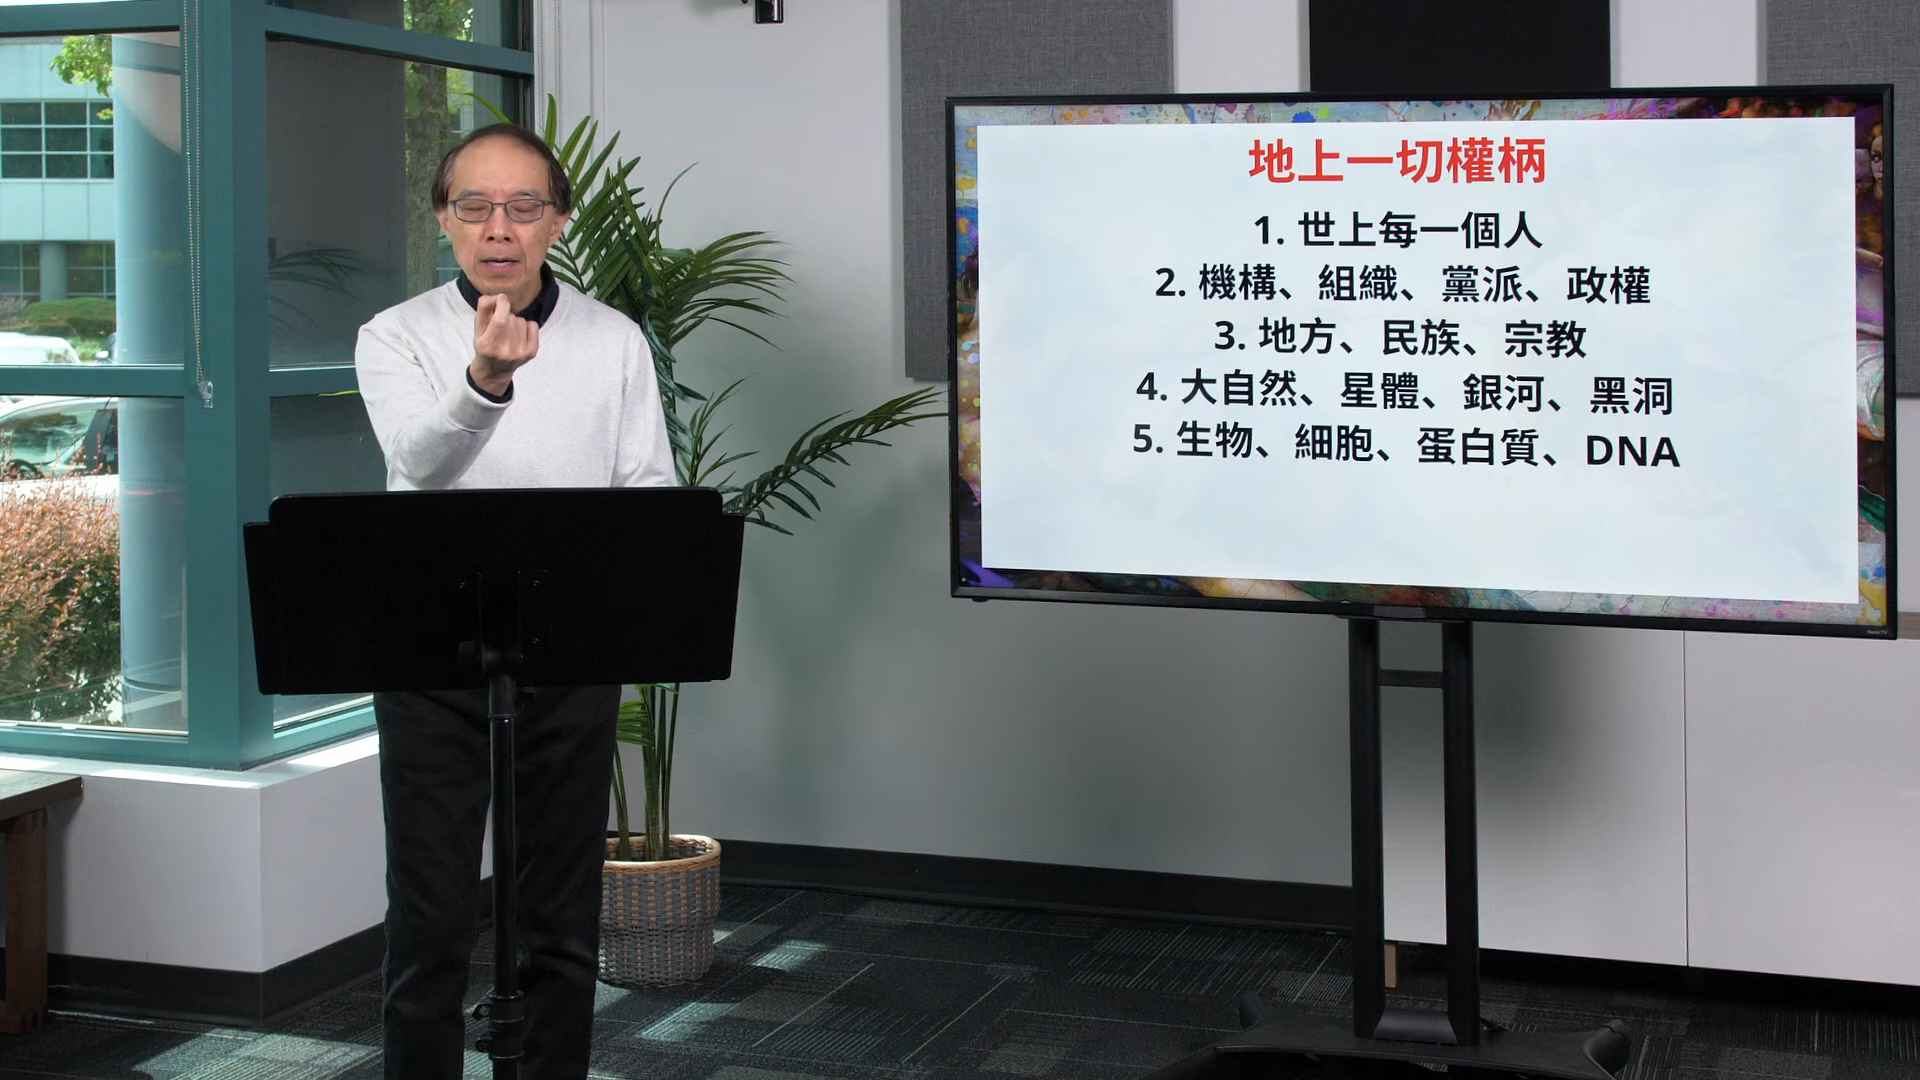 地上一切權柄
1. 世上每一個人
2. 機構、組織、黨派、政權
3. 地方、民族、宗教
4. 大自然、星體、銀河、黑洞
5. 生物、細胞、蛋白質、DNA